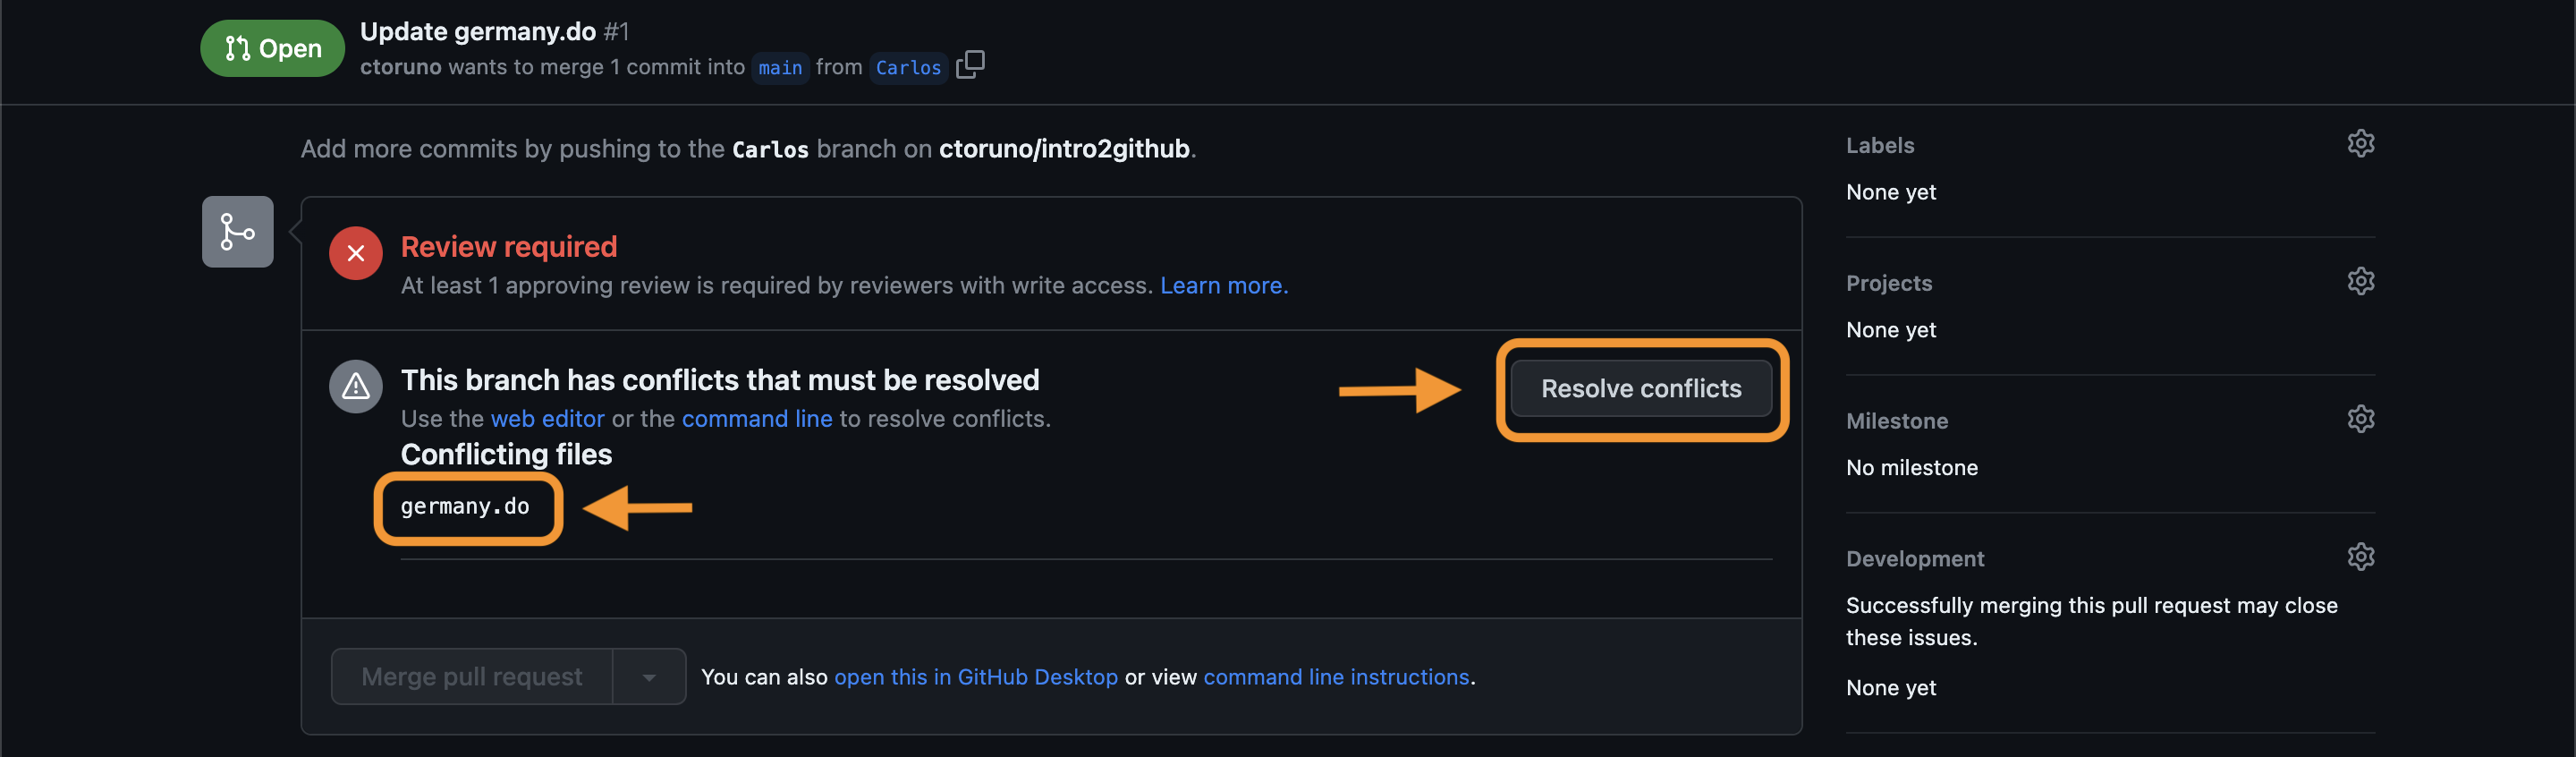 Open
Update germany.do #1
ctoruno wants to merge 1 commit into main from Carlos
Add more commits by pushing to the Carlos branch on ctoruno/intro2github.
Review required
At least 1 approving review is required by reviewers with write access. Learn more.
This branch has conflicts that must be resolved
Use the web editor or the command line to resolve conflicts.
Resolve conflicts
Conflicting files
germany.do
Merge pull request
You can also open this in GitHub Desktop or view command line instructions.
Labels
None yet
Projects
None yet
Milestone
No milestone
Development
Successfully merging this pull request may close
these issues.
None yet